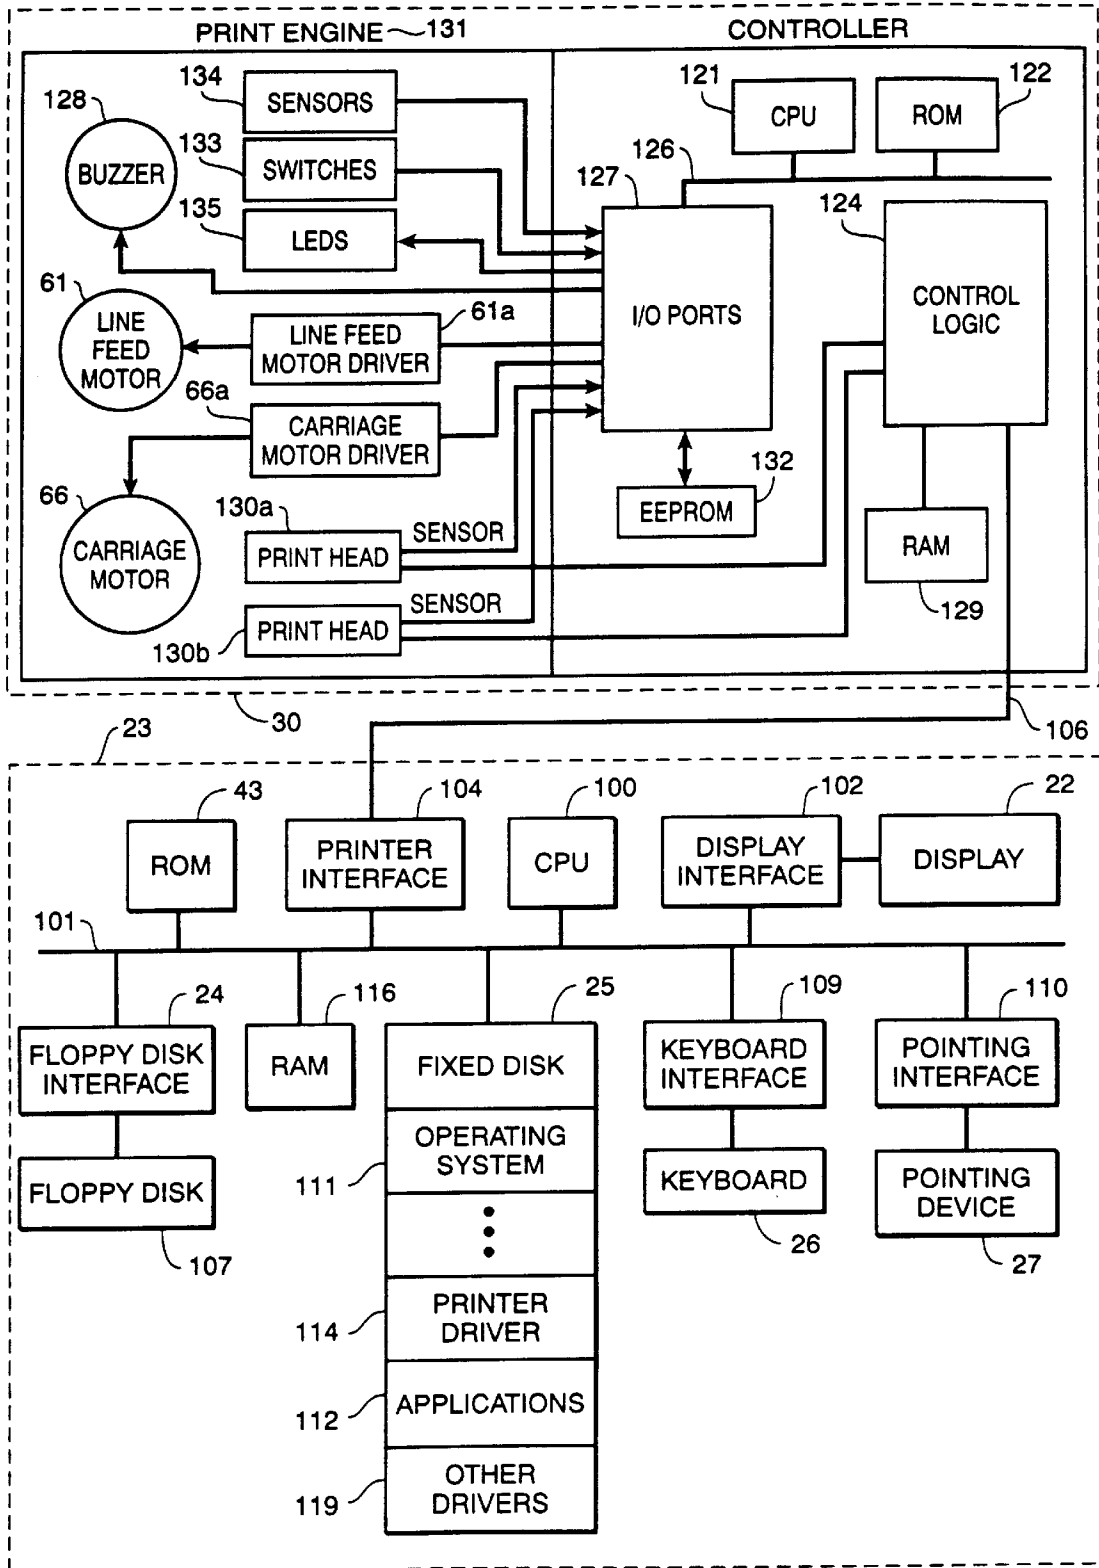 PRINT ENGINE 131
CONTROLLER
134
SENSORS
128
BUZZER
133
SWITCHES
135
LEDS
61
LINE
FEED
MOTOR
61a
LINE FEED
MOTOR DRIVER
66a
CARRIAGE
MOTOR DRIVER
66
CARRIAGE
MOTOR
130a
PRINT HEAD
SENSOR
130b
PRINT HEAD
SENSOR
121
CPU
122
ROM
126
127
I/O PORTS
124
CONTROL
LOGIC
132
EEPROM
RAM
129
30
106
23
43
ROM
104
PRINTER
INTERFACE
100
CPU
102
DISPLAY
INTERFACE
22
DISPLAY
101
24
FLOPPY DISK
INTERFACE
FLOPPY DISK
107
116
RAM
25
FIXED DISK
OPERATING
SYSTEM
111
PRINTER
DRIVER
114
APPLICATIONS
112
OTHER
DRIVERS
119
109
KEYBOARD
INTERFACE
KEYBOARD
26
110
POINTING
INTERFACE
POINTING
DEVICE
27